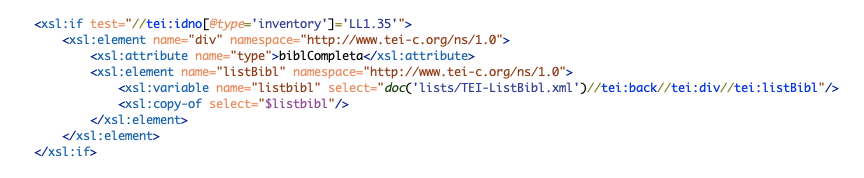 <xsl:if test="//tei:idno[@type='inventory']='LL1.35'">
<xsl:element name="div" namespace="http://www.tei-c.org/ns/1.0">
<xsl:attribute name="type">biblCompleta</xsl:attribute>
<xsl:element name="listBibl" namespace="http://www.tei-c.org/ns/1.0">
<xsl:variable name="listbibl" select="doc('lists/TEI-ListBibl.xml')//tei:back//tei:div//tei:listBibl"/>
<xsl:copy-of select="$listbibl"/>
</xsl:element>
</xsl:element>
</xsl:if>